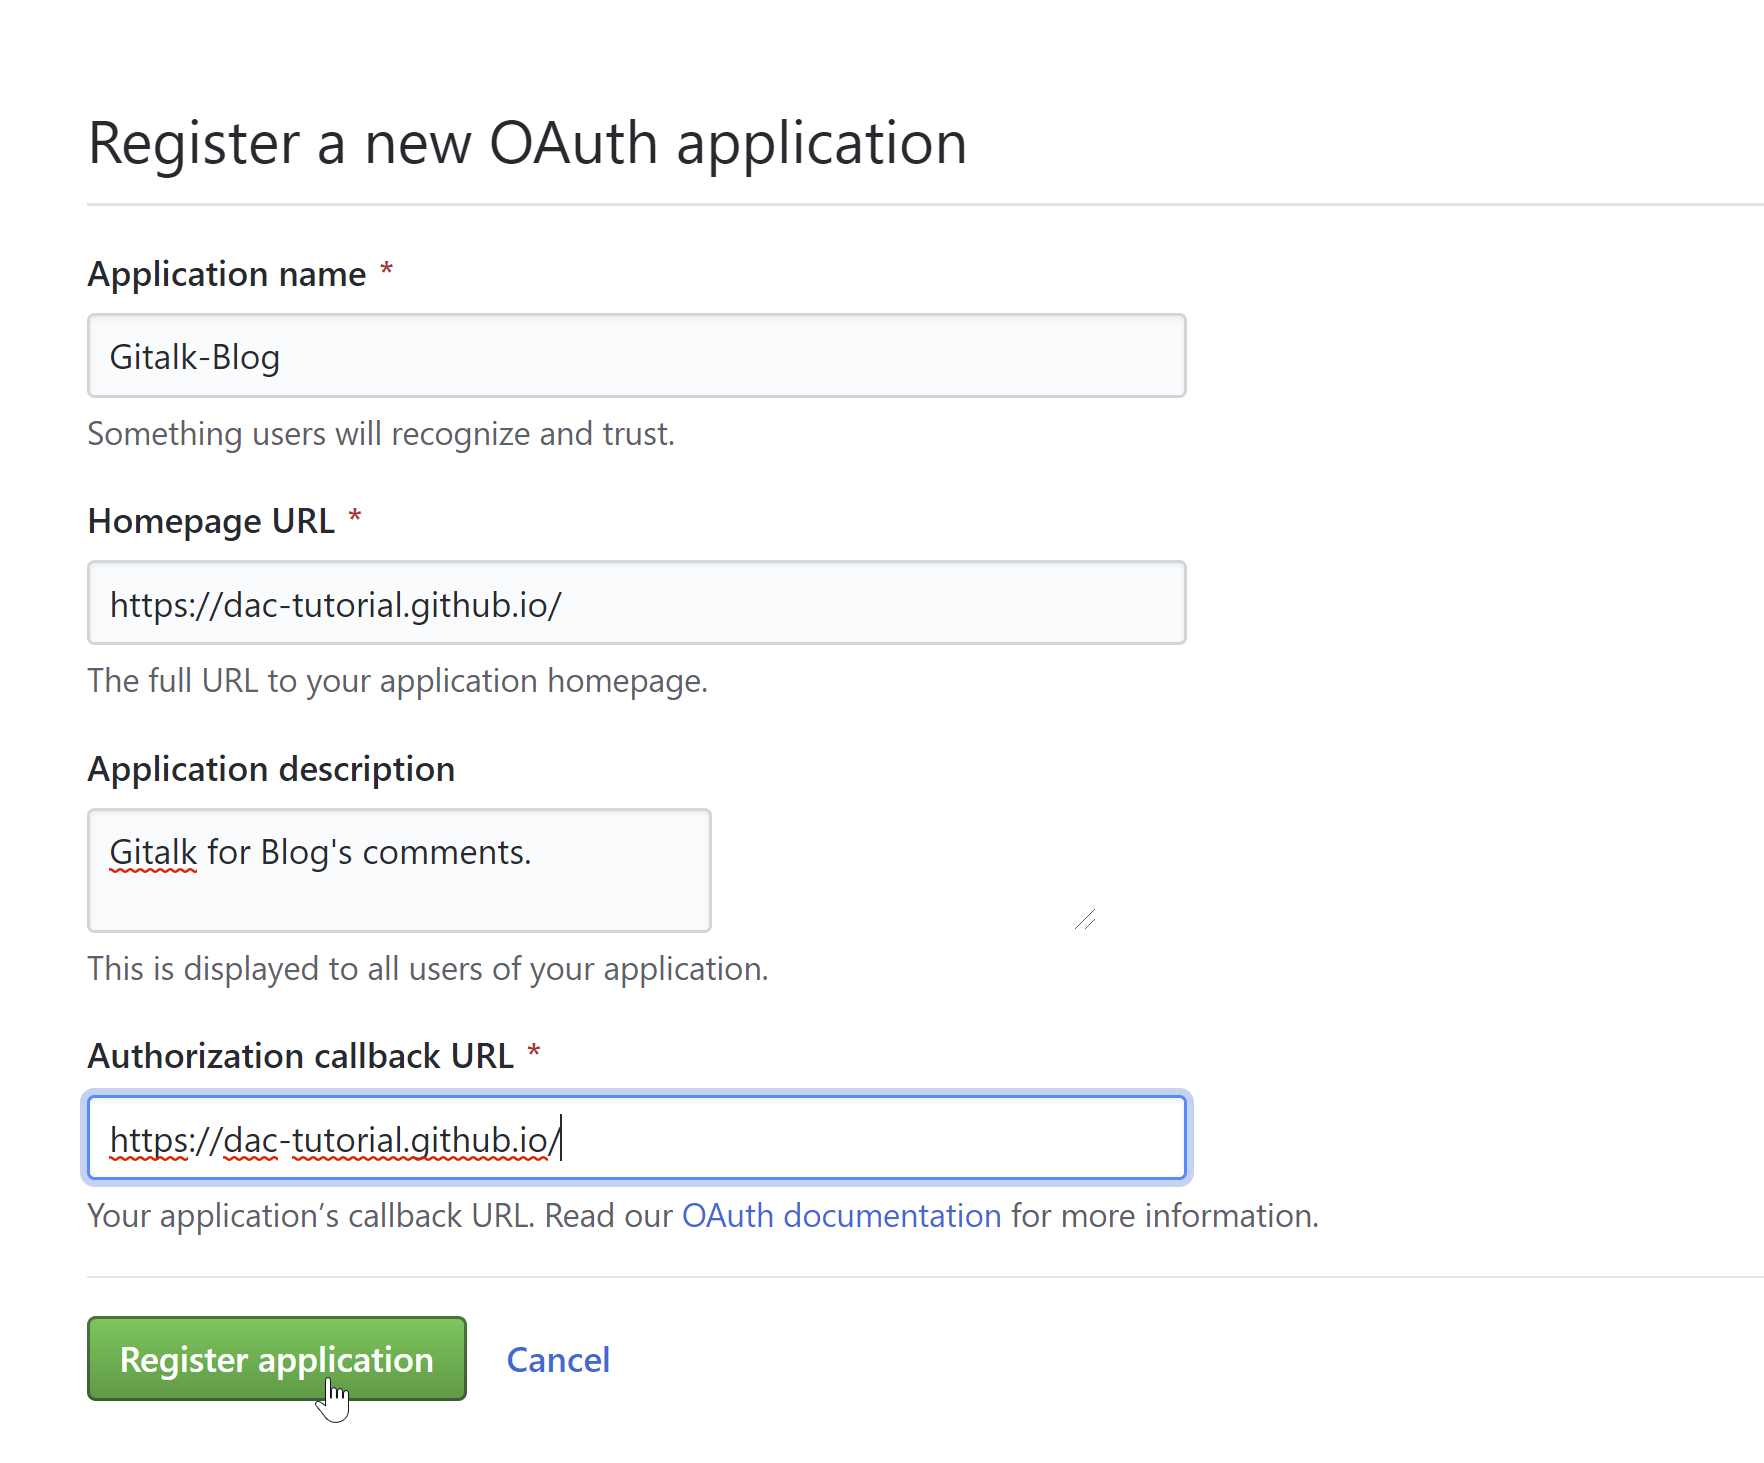 Register a new OAuth application
Application name *
Gitalk-Blog
Something users will recognize and trust.
Homepage URL *
https://dac-tutorial.github.io/
The full URL to your application homepage.
Application description
Gitalk for Blog's comments.
This is displayed to all users of your application.
Authorization callback URL *
https://dac-tutorial.github.io/
Your application’s callback URL. Read our OAuth documentation for more information.
Register application Cancel